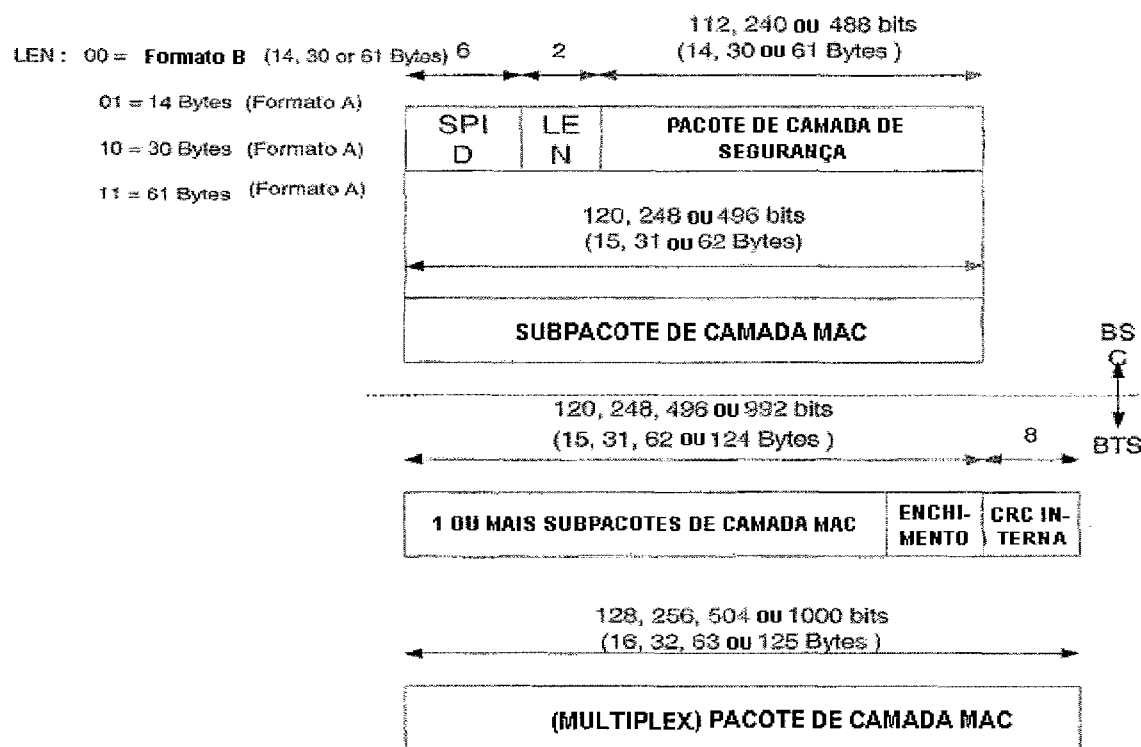 112, 240 ou 488 bits
LEN : 00 = Formato B (14, 30 or 61 Bytes) 6 2 (14, 30 ou 61 Bytes )
01 = 14 Bytes (Formato A)
10 = 30 Bytes (Formato A)
11 = 61 Bytes (Formato A)
SPI
D
LE
N
PACOTE DE CAMADA DE
SEGURANÇA
120, 248 ou 496 bits
(15, 31 ou 62 Bytes)
SUBPACOTE DE CAMADA MAC
BS
C
BTS
120, 248, 496 ou 992 bits
(15, 31, 62 ou 124 Bytes )
8
1 OU MAIS SUBPACOTES DE CAMADA MAC
ENCHI-
MENTO
CRC IN-
TERNA
128, 256, 504 ou 1000 bits
(16, 32, 63 ou 125 Bytes )
(MULTIPLEX) PACOTE DE CAMADA MAC